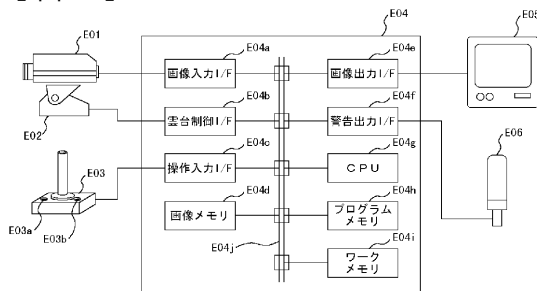 E01
E02
E03
E03a
E03b
E04
E04a
画像入力I/F
E04b
雲台制御I/F
E04c
操作入力I/F
E04d
画像メモリ
E04j
E04e
画像出力I/F
E04f
警告出力I/F
E04g
CPU
E04h
プログラム
メモリ
E04i
ワーク
メモリ
E05
E06